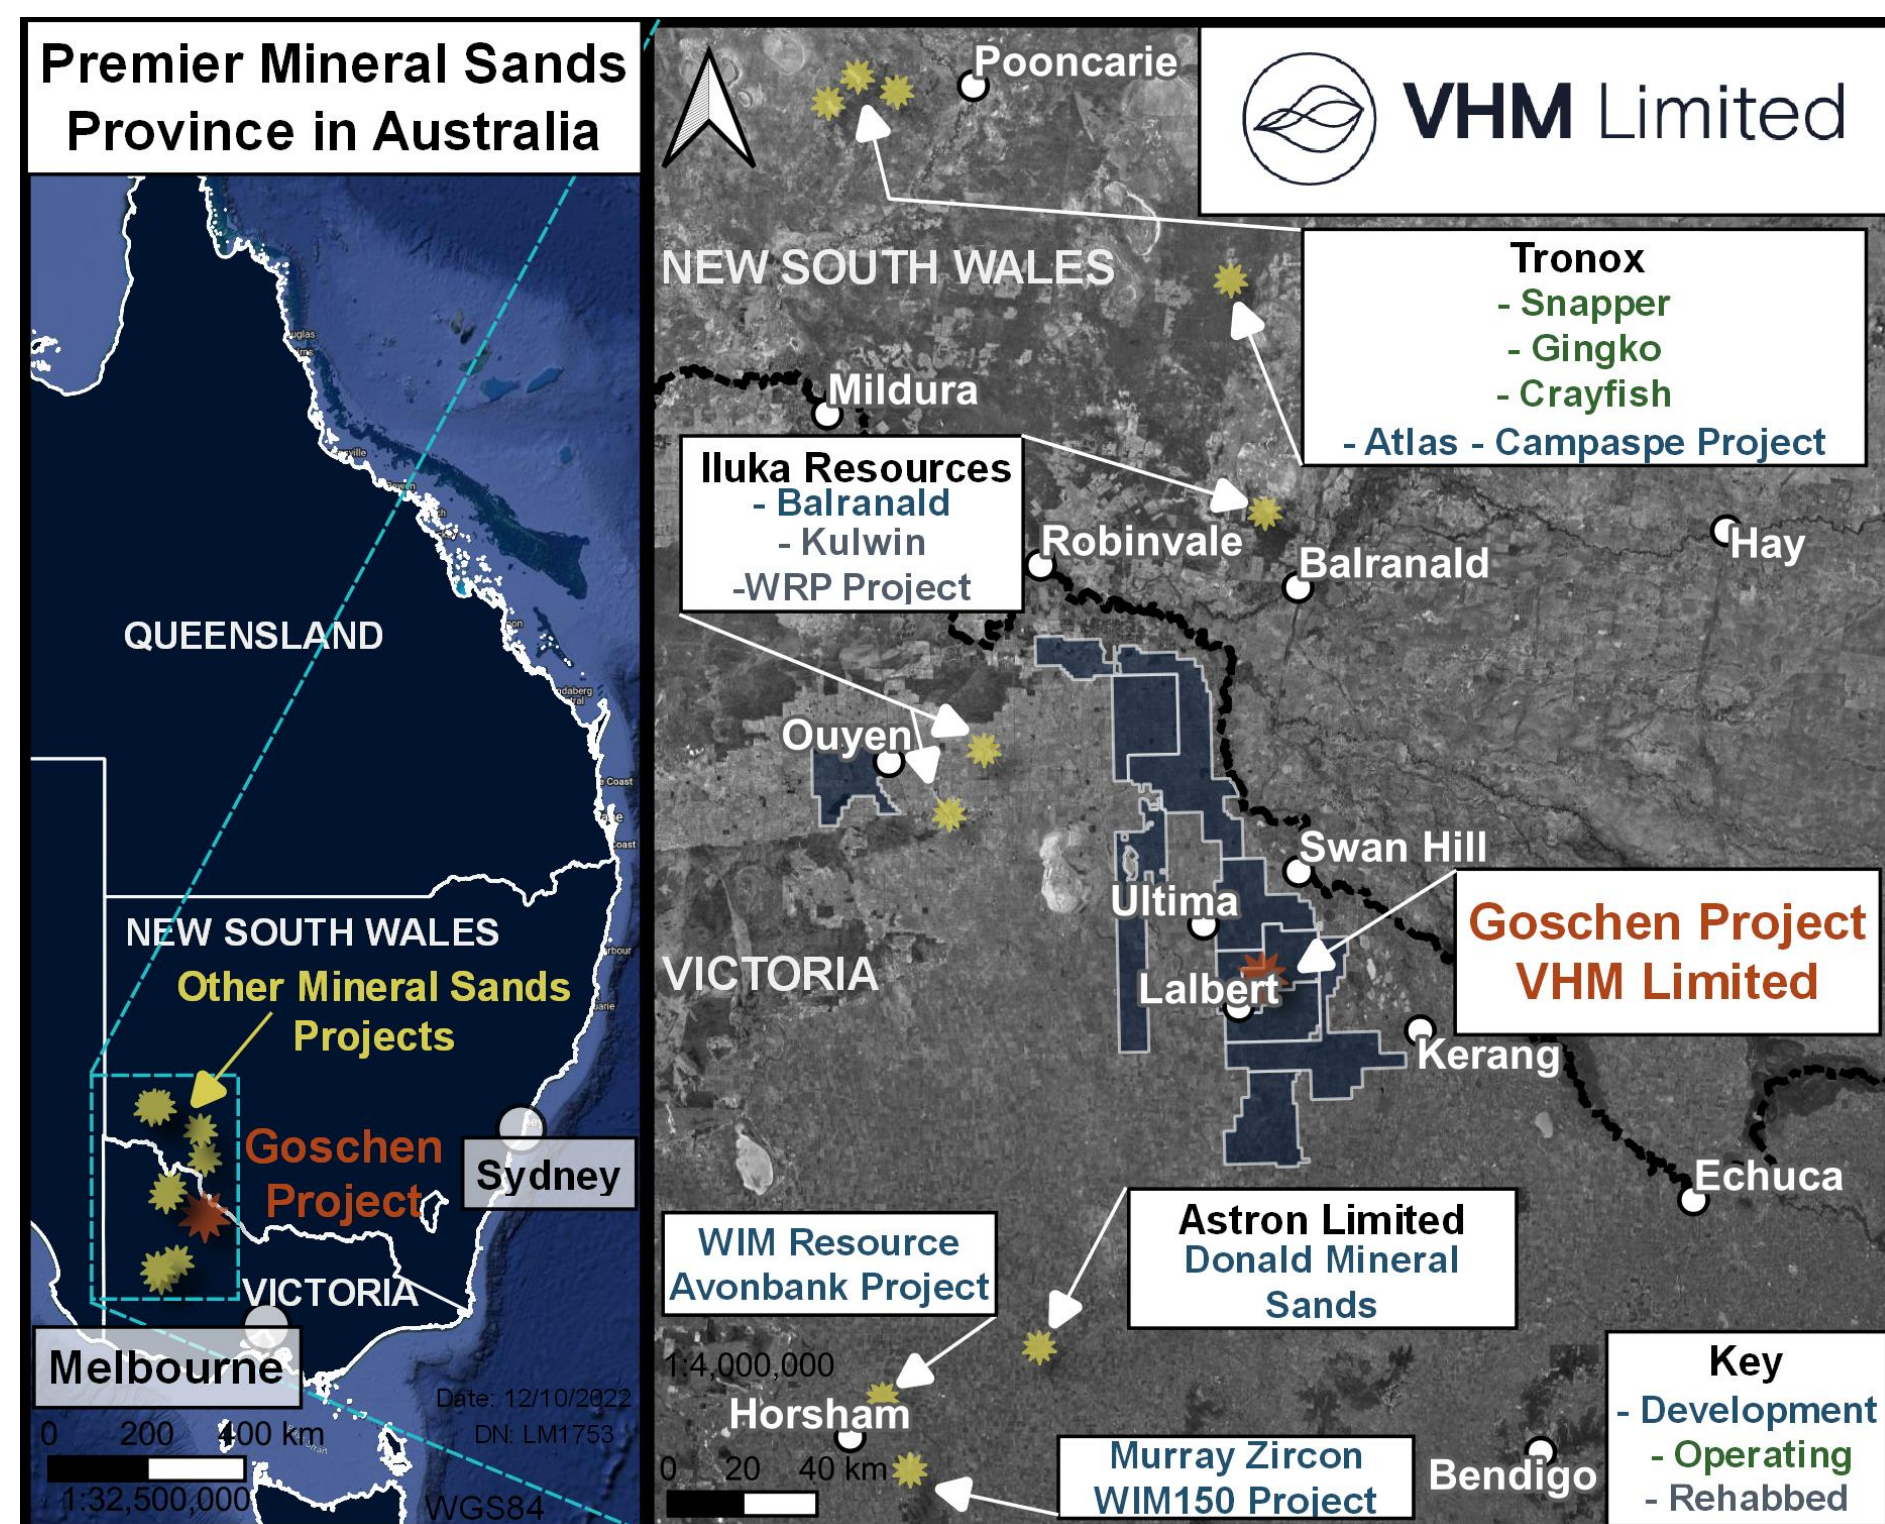 Premier Mineral Sands
Province in Australia
QUEENSLAND
NEW SOUTH WALES
Other Mineral Sands
Projects
Goschen
Project
Sydney
VICTORIA
Melbourne
Date: 12/10/2022
DN: LM1753
0 200 400 km
1:32,500,000
WGS84
Pooncarie
VHM Limited
NEW SOUTH WALES
Tronox
- Snapper
- Gingko
- Crayfish
- Atlas - Campaspe Project
Mildura
Iluka Resources
- Balranald
- Kulwin
-WRP Project
Robinvale
Balranald
Hay
Ouyen
Swan Hill
Ultima
Goschen Project
VHM Limited
VICTORIA
Lalbert
Kerang
Echuca
WIM Resource
Avonbank Project
Astron Limited
Donald Mineral
Sands
1:4,000,000
Horsham
0 20 40 km
Murray Zircon
WIM150 Project
Bendigo
Key
- Development
- Operating
- Rehabbed